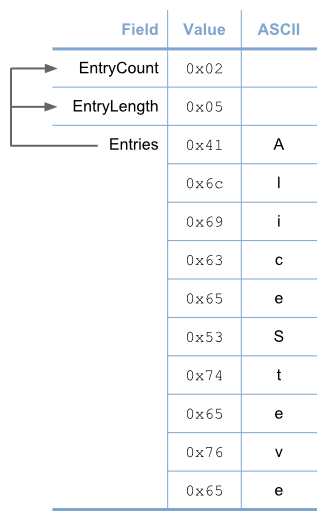 Field Value ASCII
EntryCount 0x02
EntryLength 0x05
Entries 0x41 A
0x6c l
0x69 i
0x63 c
0x65 e
0x53 S
0x74 t
0x65 e
0x76 v
0x65 e